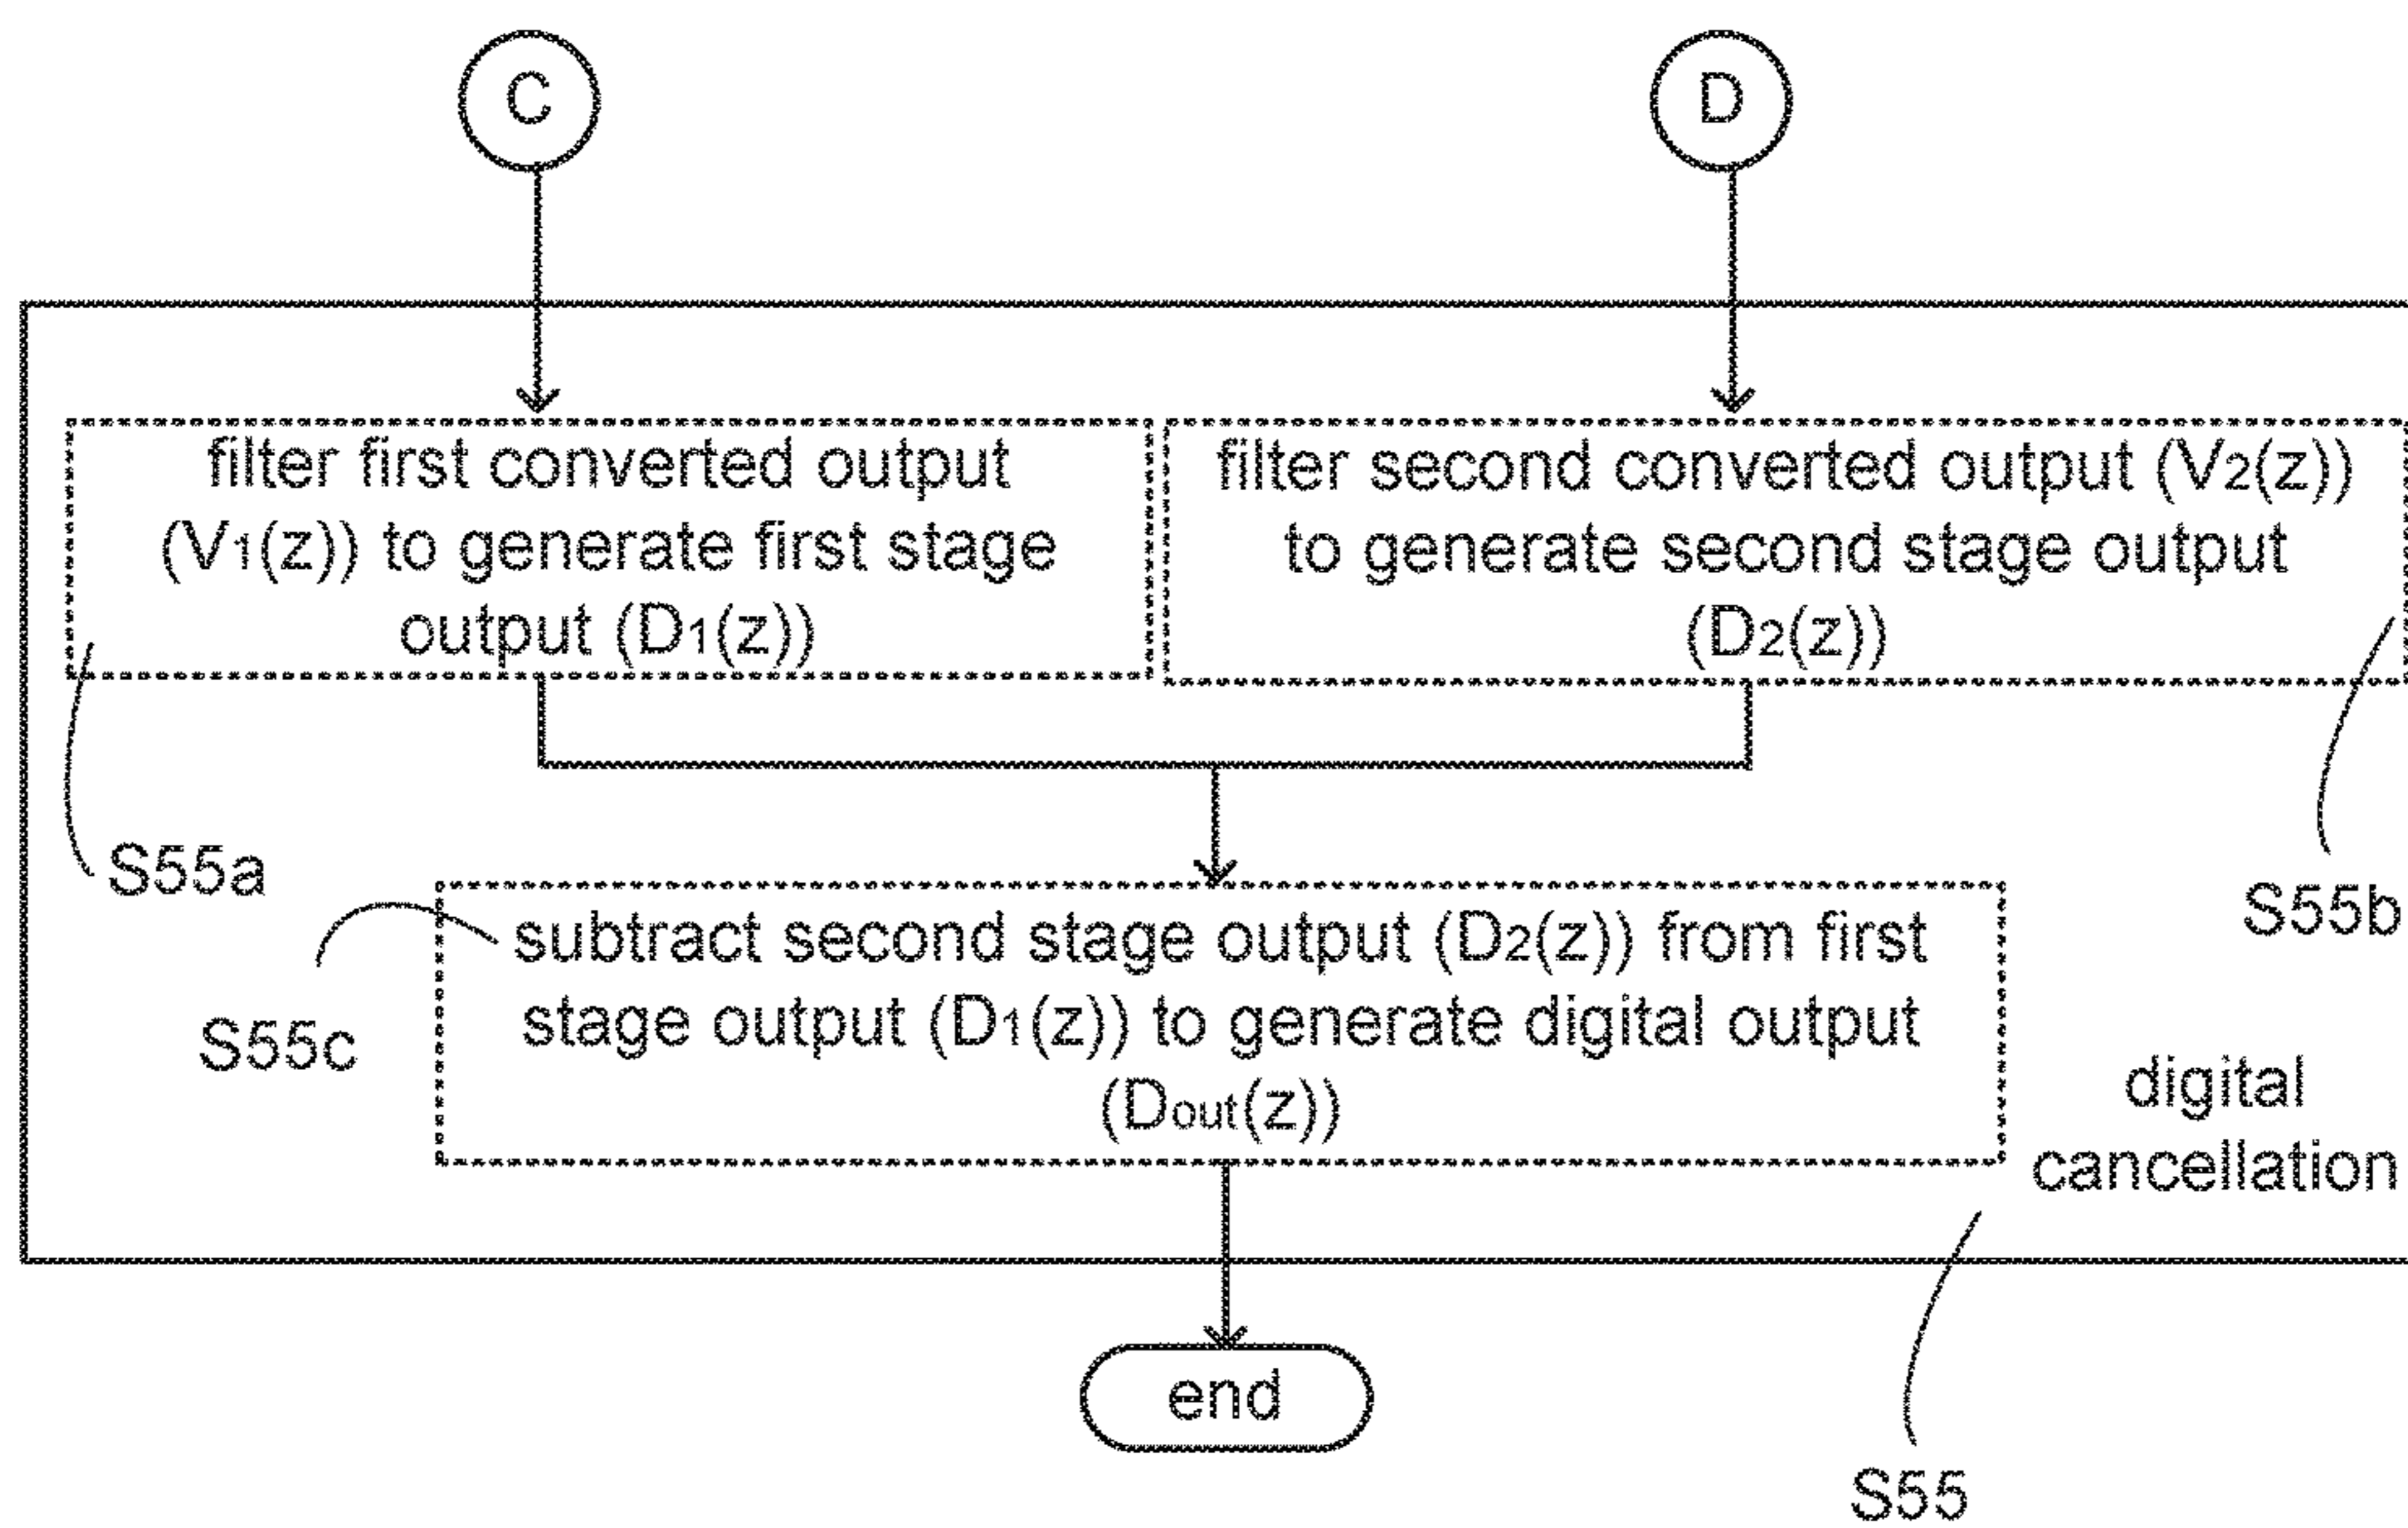 C
D
filter first converted output
(V1(z)) to generate first stage
output (D1(z))
filter second converted output (V2(z))
to generate second stage output
(D2(z))
S55a
S55b
subtract second stage output (D2(z)) from first
stage output (D1(z)) to generate digital output
(Dout(z))
S55c
digital
cancellation
end
S55